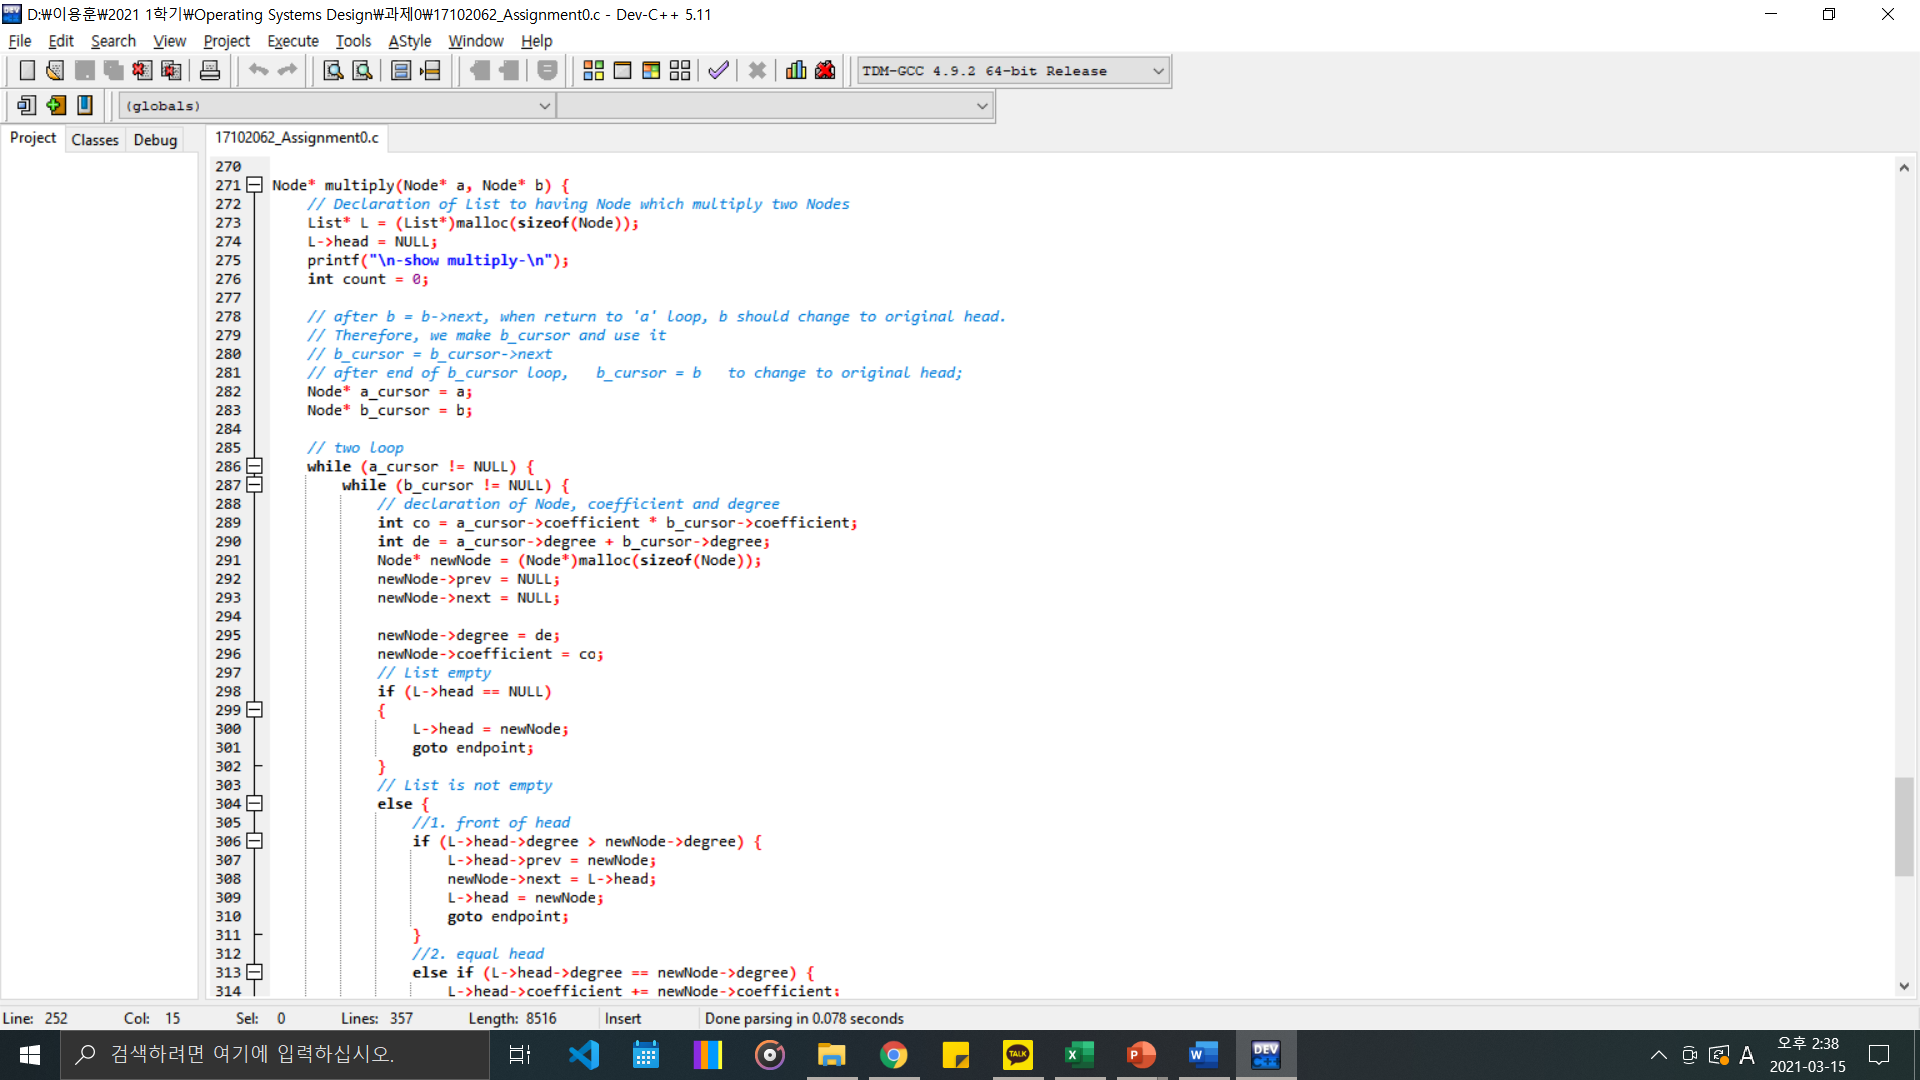 D:\이용훈\2021 1학기\Operating Systems Design\과제0\17102062_Assignment0.c - Dev-C++ 5.11
File Edit Search View Project Execute Tools AStyle Window Help
TDM-GCC 4.9.2 64-bit Release
(globals)
Project Classes Debug 17102062_Assignment0.c
270
271 Node* multiply(Node* a, Node* b) {
272 // Declaration of List to having Node which multiply two Nodes
273 List* L = (List*)malloc(sizeof(Node));
274 L->head = NULL;
275 printf("\n-show multiply-\n");
276 int count = 0;
277
278 // after b = b->next, when return to 'a' loop, b should change to original head.
279 // Therefore, we make b_cursor and use it
280 // b_cursor = b_cursor->next
281 // after end of b_cursor loop,   b_cursor = b   to change to original head;
282 Node* a_cursor = a;
283 Node* b_cursor = b;
284
285 // two loop
286 while (a_cursor != NULL) {
287 while (b_cursor != NULL) {
288 // declaration of Node, coefficient and degree
289 int co = a_cursor->coefficient * b_cursor->coefficient;
290 int de = a_cursor->degree + b_cursor->degree;
291 Node* newNode = (Node*)malloc(sizeof(Node));
292 newNode->prev = NULL;
293 newNode->next = NULL;
294
295 newNode->degree = de;
296 newNode->coefficient = co;
297 // List empty
298 if (L->head == NULL)
299 {
300 L->head = newNode;
301 goto endpoint;
302 }
303 // List is not empty
304 else {
305 //1. front of head
306 if (L->head->degree > newNode->degree) {
307 L->head->prev = newNode;
308 newNode->next = L->head;
309 L->head = newNode;
310 goto endpoint;
311 }
312 //2. equal head
313 else if (L->head->degree == newNode->degree) {
314 L->head->coefficient += newNode->coefficient;
Line: 252 Col: 15 Sel: 0 Lines: 357 Length: 8516 Insert Done parsing in 0.078 seconds
검색하려면 여기에 입력하십시오.
TALK
DEV
A
오후 2:38
2021-03-15